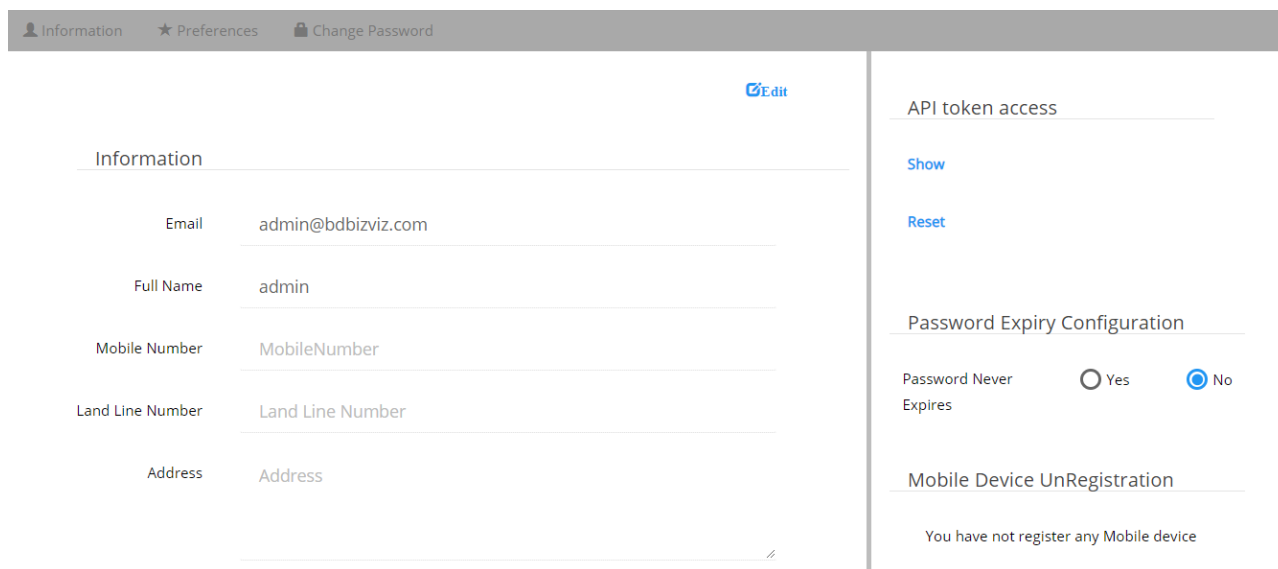 Information Preferences Change Password
Edit
Information
Email admin@bdbizviz.com
Full Name admin
Mobile Number MobileNumber
Land Line Number Land Line Number
Address Address
API token access
Show
Reset
Password Expiry Configuration
Password Never Yes No
Expires
Mobile Device UnRegistration
You have not register any Mobile device